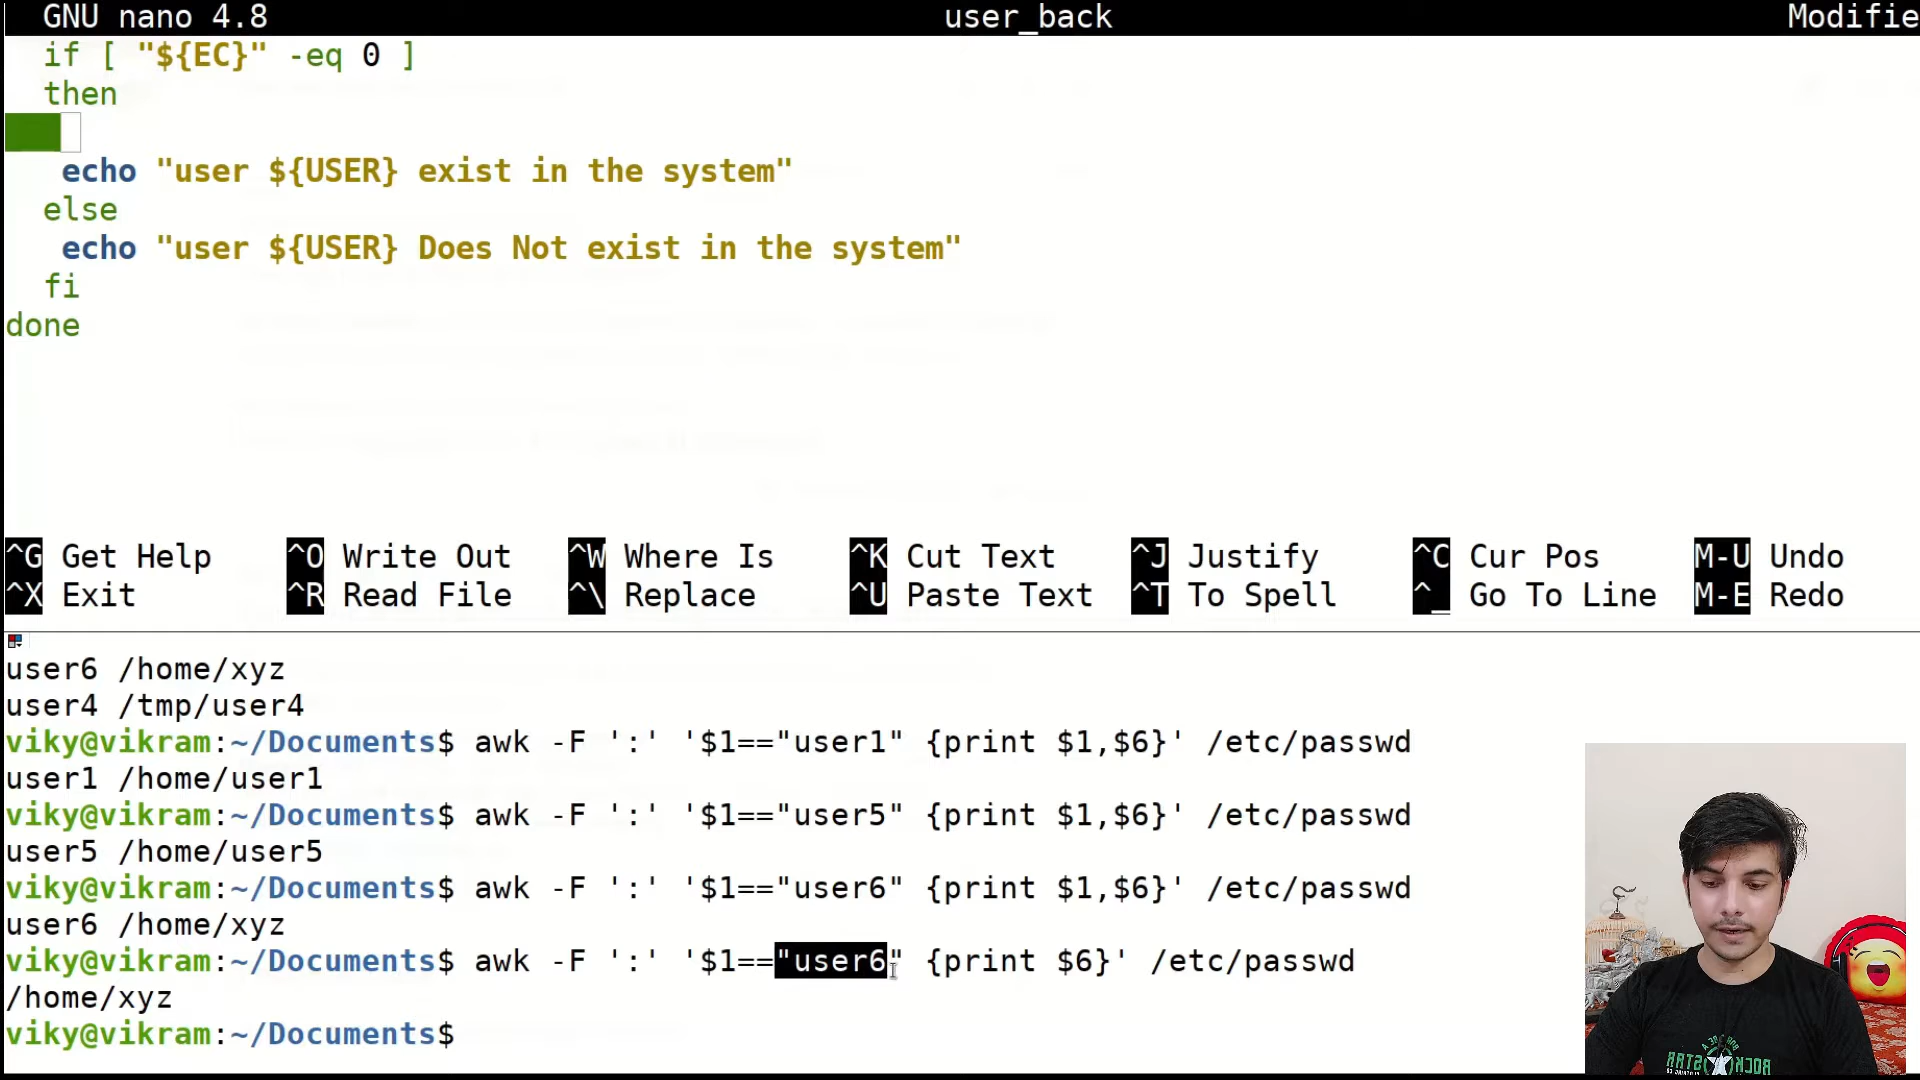 GNU nano 4.8 user_back Modifie
if [ "${EC}" -eq 0 ]
then
echo "user ${USER} exist in the system"
else
echo "user ${USER} Does Not exist in the system"
fi
done
^G Get Help ^O Write Out ^W Where Is ^K Cut Text ^J Justify ^C Cur Pos M-U Undo
^X Exit ^R Read File ^\ Replace ^U Paste Text ^T To Spell ^_ Go To Line M-E Redo
user6 /home/xyz
user4 /tmp/user4
viky@vikram:~/Documents$ awk -F ':' '$1=="user1" {print $1,$6}' /etc/passwd
user1 /home/user1
viky@vikram:~/Documents$ awk -F ':' '$1=="user5" {print $1,$6}' /etc/passwd
user5 /home/user5
viky@vikram:~/Documents$ awk -F ':' '$1=="user6" {print $1,$6}' /etc/passwd
user6 /home/xyz
viky@vikram:~/Documents$ awk -F ':' '$1=="user6" {print $6}' /etc/passwd
/home/xyz
viky@vikram:~/Documents$